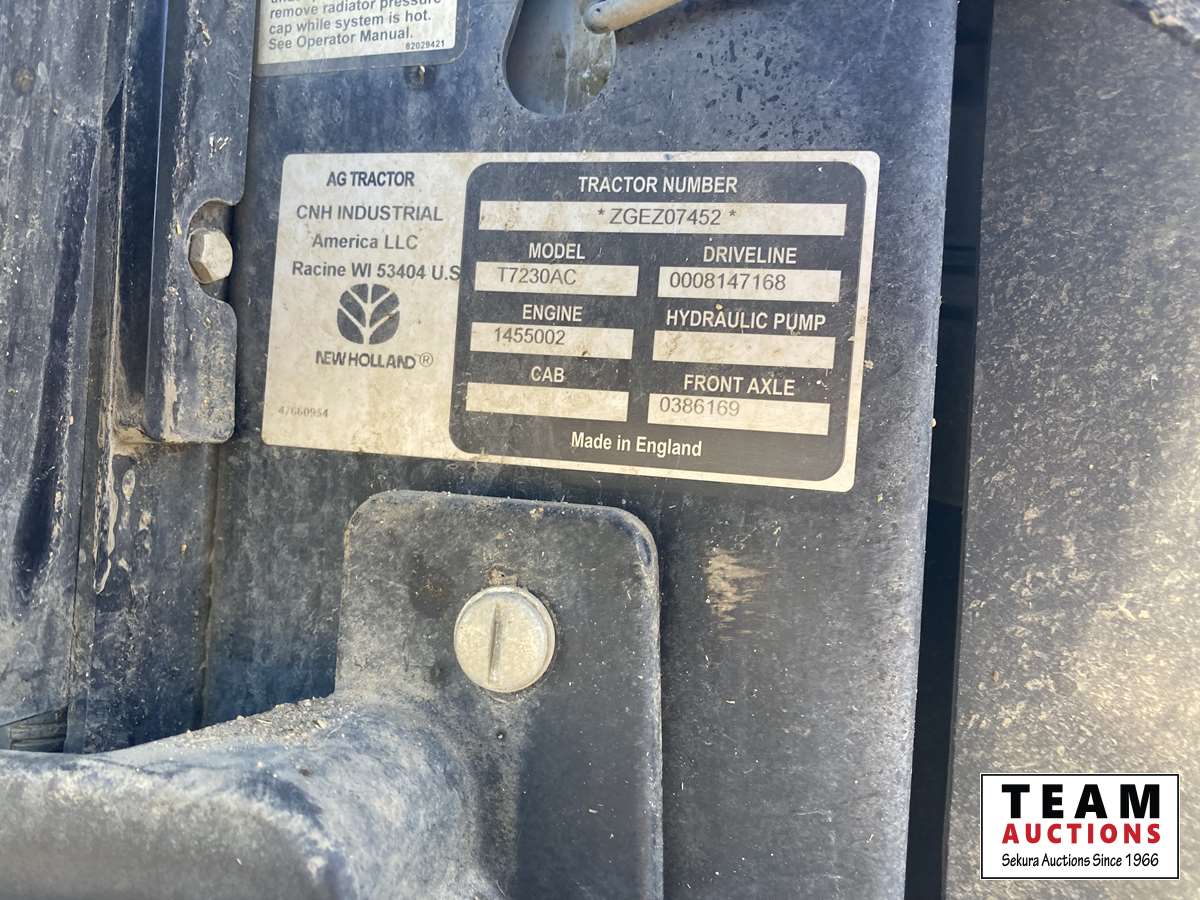 remove radiator pressure
cap while system is hot.
See Operator Manual.
82029421
AG TRACTOR
CNH INDUSTRIAL
America LLC
Racine WI 53404 U.S
NEW HOLLAND®
47660954
TRACTOR NUMBER
* ZGEZ07452 *
MODEL DRIVELINE
T7230AC 0008147168
ENGINE HYDRAULIC PUMP
1455002
CAB FRONT AXLE
0386169
Made in England
TEAM
AUCTIONS
Sekura Auctions Since 1966